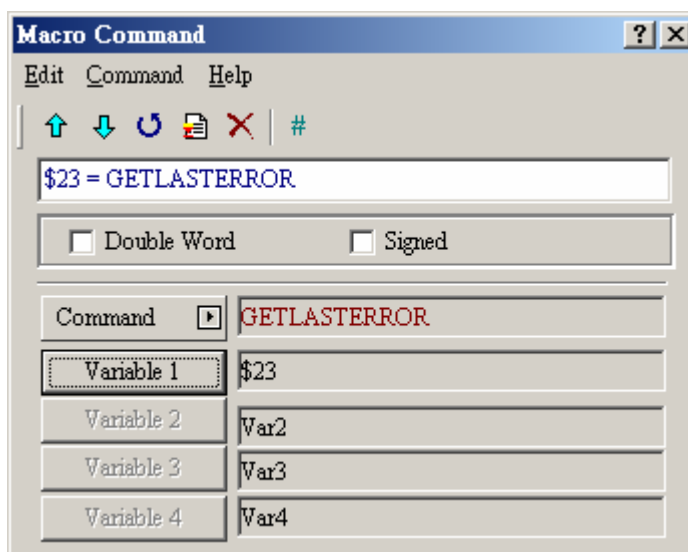 Macro Command
Edit Command Help
#
$23 = GETLASTERROR
Double Word Signed
Command GETLASTERROR
Variable 1 $23
Variable 2 Var2
Variable 3 Var3
Variable 4 Var4